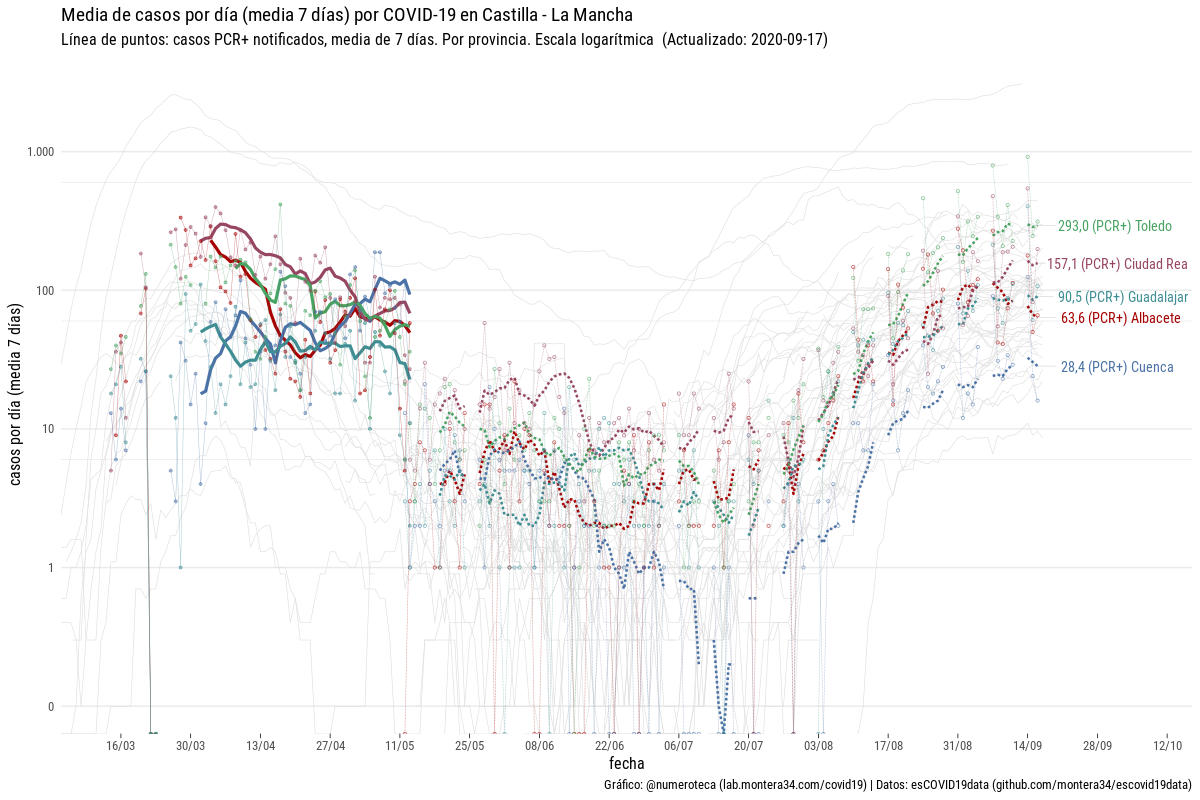 Media de casos por día (media 7 días) por COVID-19 en Castilla - La Mancha
Línea de puntos: casos PCR+ notificados, media de 7 días. Por provincia. Escala logarítmica  (Actualizado: 2020-09-17)
casos por día (media 7 días)
1.000
100
10
1
0
293,0 (PCR+) Toledo
157,1 (PCR+) Ciudad Rea
90,5 (PCR+) Guadalajar
63,6 (PCR+) Albacete
28,4 (PCR+) Cuenca
16/03 30/03 13/04 27/04 11/05 25/05 08/06 22/06 06/07 20/07 03/08 17/08 31/08 14/09 28/09 12/10
fecha
Gráfico: @numeroteca (lab.montera34.com/covid19) | Datos: esCOVID19data (github.com/montera34/escovid19data)